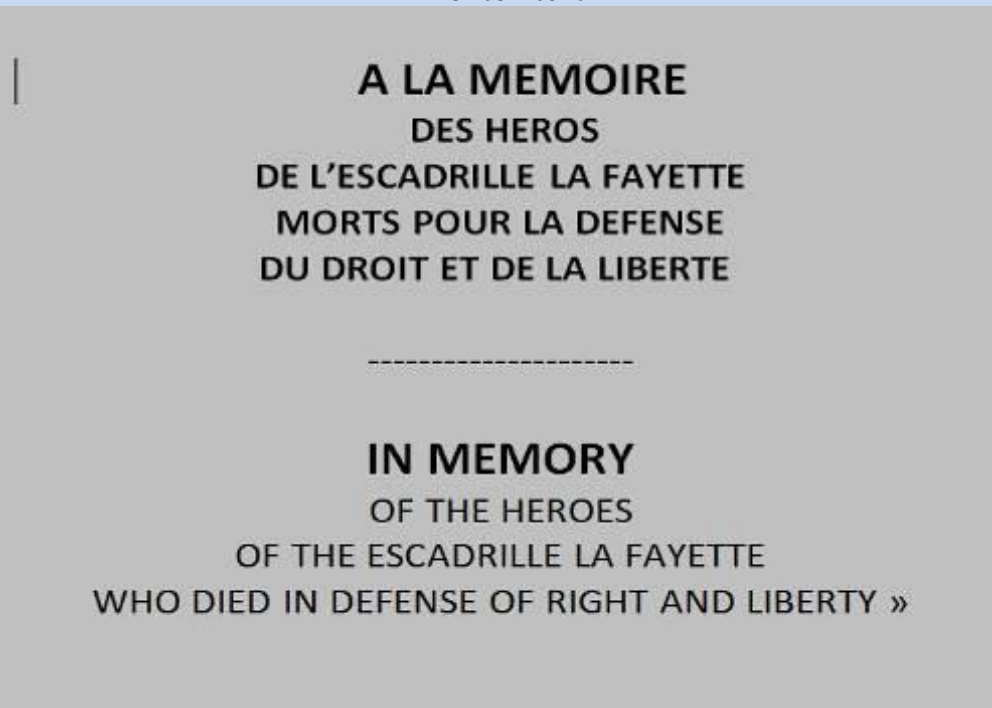 A LA MEMOIRE
DES HEROS
DE L’ESCADRILLE LA FAYETTE
MORTS POUR LA DEFENSE
DU DROIT ET DE LA LIBERTE
---------------------
IN MEMORY
OF THE HEROES
OF THE ESCADRILLE LA FAYETTE
WHO DIED IN DEFENSE OF RIGHT AND LIBERTY »